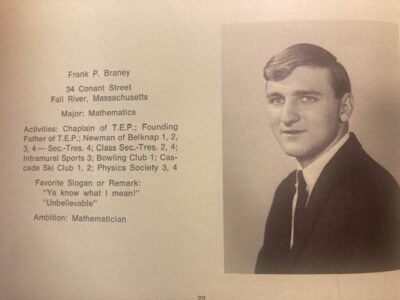 Frank P. Braney
34 Conant Street
Fall River, Massachusetts
Major: Mathematics
Activities: Chaplain of T.E.P.; Founding
Father of T.E.P.; Newman of Belknap 1, 2,
3, 4 — Sec.-Tres. 4; Class Sec.-Tres. 2, 4;
Intramural Sports 3; Bowling Club 1; Cas-
cade Ski Club 1, 2; Physics Society 3, 4
Favorite Slogan or Remark:
"Ya know what I mean!"
"Unbelievable"
Ambition: Mathematician